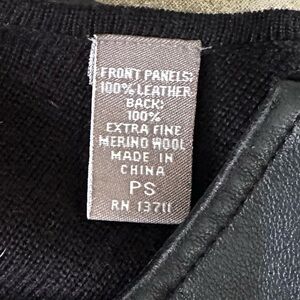 FRONT PANELS:
100% LEATHER
BACK:
100%
EXTRA FINE
MERINO WOOL
MADE IN
CHINA
PS
RN 13711